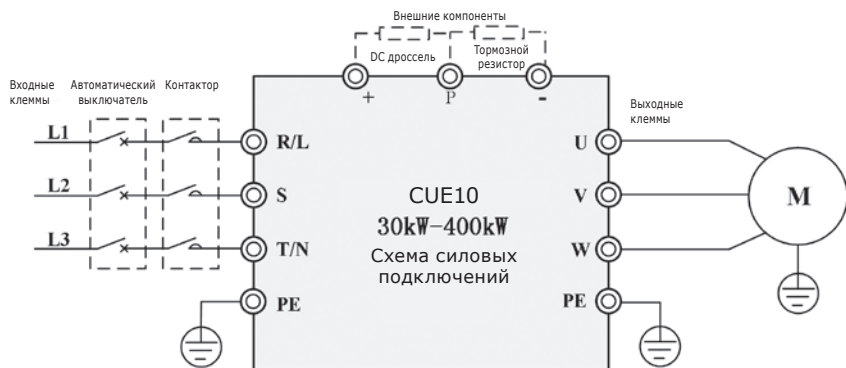 Внешние компоненты
DC дроссель
Тормозной
резистор
Входные
клеммы
Автоматический
выключатель
Контактор
+
P
-
Выходные
клеммы
L1
R/L
U
L2
S
V
L3
T/N
W
PE
PE
CUE10
30kW-400kW
Схема силовых
подключений
M